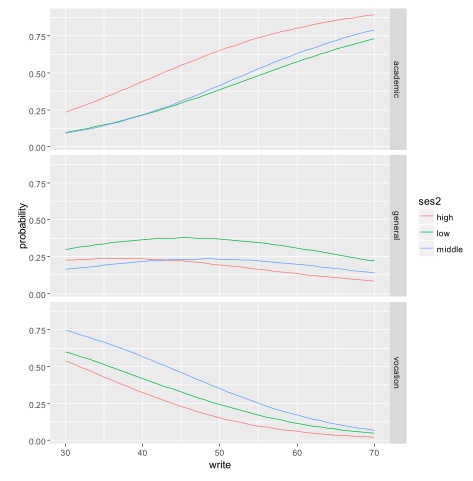 0.75
0.50
0.25
0.00
academic
0.75
0.50
0.25
0.00
general
0.75
0.50
0.25
0.00
vocation
probability
30 40 50 60 70
write
ses2
high
low
middle